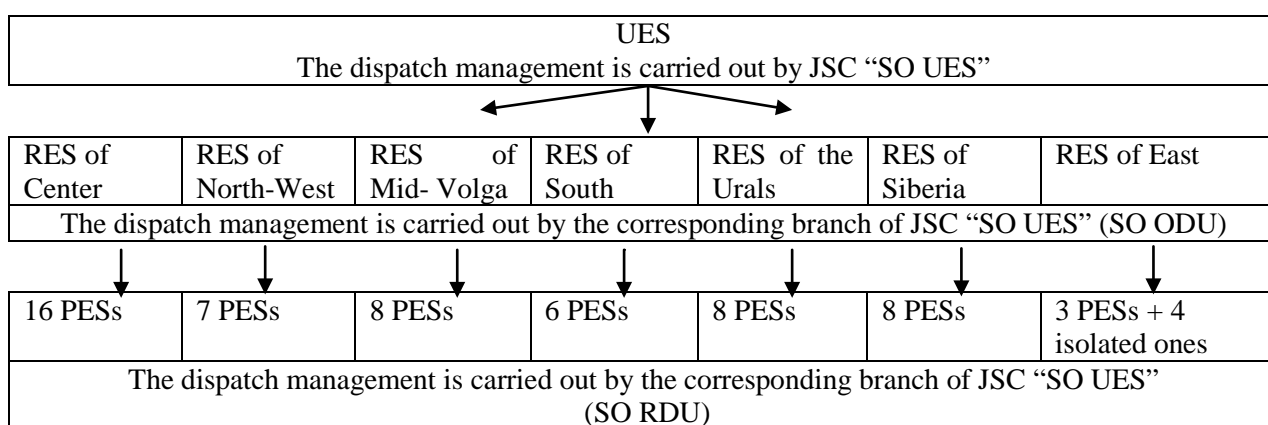 UES
The dispatch management is carried out by JSC “SO UES”
RES of
Center
RES of
North-West
RES of
Mid- Volga
RES of
South
RES of the
Urals
RES of
Siberia
RES of East
The dispatch management is carried out by the corresponding branch of JSC “SO UES” (SO ODU)
16 PESs
7 PESs
8 PESs
6 PESs
8 PESs
8 PESs
3 PESs + 4
isolated ones
The dispatch management is carried out by the corresponding branch of JSC “SO UES”
(SO RDU)